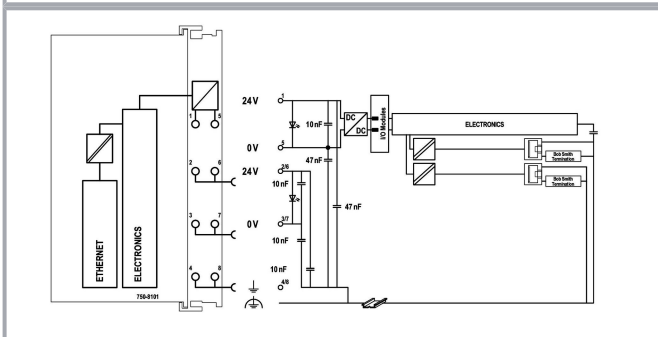 1
5
2
6
3
7
4
8
ETHERNET
ELECTRONICS
750-8101
24 V
1
0 V
5
24 V
2/6
0 V
3/7
4/8
10 nF
47 nF
10 nF
47 nF
10 nF
10 nF
DC
DC
I/O Modules
ELECTRONICS
Bob Smith
Termination
Bob Smith
Termination